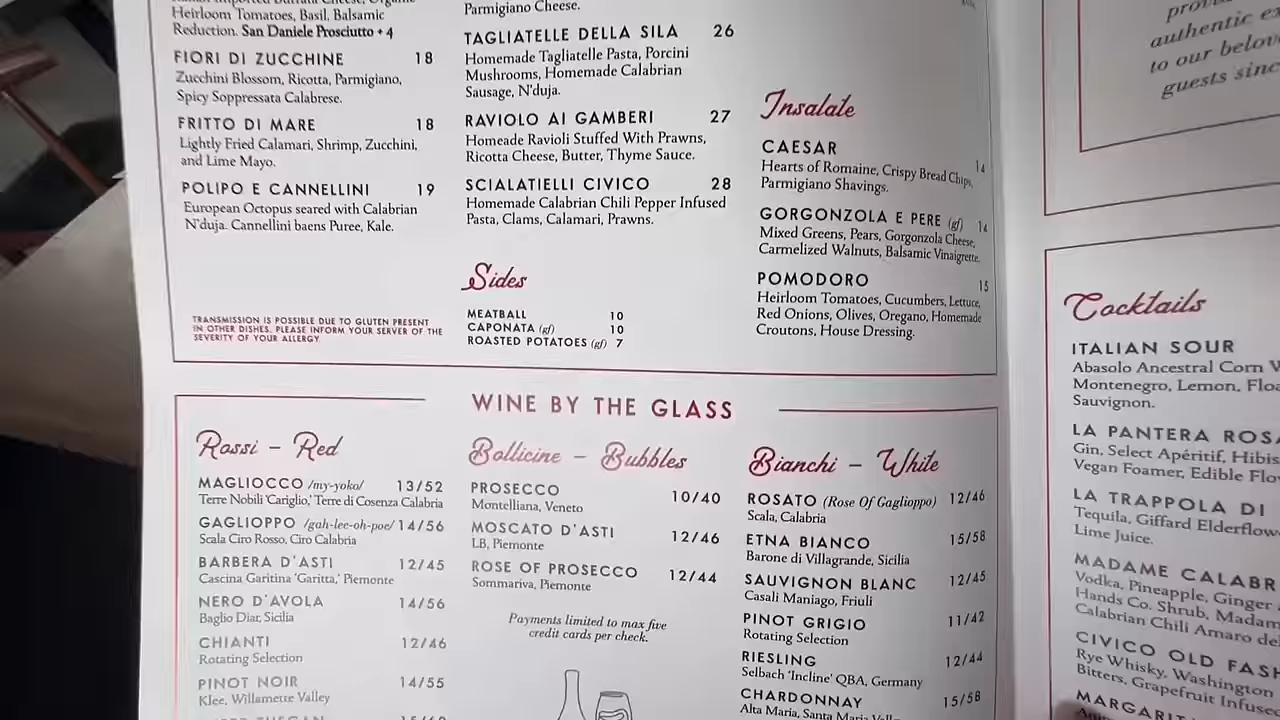 Heirloom Tomatoes, Basil, Balsamic
Reduction. San Daniele Prosciutto + 4
FIORI DI ZUCCHINE 18
Zucchini Blossom, Ricotta, Parmigiano,
Spicy Soppressata Calabrese.
FRITTO DI MARE 18
Lightly Fried Calamari, Shrimp, Zucchini,
and Lime Mayo.
POLIPO E CANNELLINI 19
European Octopus seared with Calabrian
N'duja. Cannellini baens Puree, Kale.
TRANSMISSION IS POSSIBLE DUE TO GLUTEN PRESENT
IN OTHER DISHES. PLEASE INFORM YOUR SERVER OF THE
SEVERITY OF YOUR ALLERGY.
Parmigiano Cheese.
TAGLIATELLE DELLA SILA 26
Homemade Tagliatelle Pasta, Porcini
Mushrooms, Homemade Calabrian
Sausage, N'duja.
RAVIOLO AI GAMBERI 27
Homeade Ravioli Stuffed With Prawns,
Ricotta Cheese, Butter, Thyme Sauce.
SCIALATIELLI CIVICO 28
Homemade Calabrian Chili Pepper Infused
Pasta, Clams, Calamari, Prawns.
Sides
MEATBALL 10
CAPONATA (gf) 10
ROASTED POTATOES (gf) 7
Insalate
CAESAR 14
Hearts of Romaine, Crispy Bread Chips,
Parmigiano Shavings.
GORGONZOLA E PERE (gf) 14
Mixed Greens, Pears, Gorgonzola Cheese,
Carmelized Walnuts, Balsamic Vinaigrette.
POMODORO 15
Heirloom Tomatoes, Cucumbers, Lettuce,
Red Onions, Olives, Oregano, Homemade
Croutons, House Dressing.
WINE BY THE GLASS
Rossi – Red
MAGLIOCCO /my-yoko/ 13/52
Terre Nobili 'Cariglio,' Terre di Cosenza Calabria
GAGLIOPPO /gah-lee-oh-poe/ 14/56
Scala Ciro Rosso, Ciro Calabria
BARBERA D'ASTI 12/45
Cascina Garitina 'Garitta,' Piemonte
NERO D'AVOLA 14/56
Baglio Diar, Sicilia
CHIANTI 12/46
Rotating Selection
PINOT NOIR 14/55
Klee, Willamette Valley
Bollicine – Bubbles
PROSECCO 10/40
Montelliana, Veneto
MOSCATO D'ASTI 12/46
LB, Piemonte
ROSE OF PROSECCO 12/44
Sommariva, Piemonte
Payments limited to max five
credit cards per check.
Bianchi – White
ROSATO (Rose Of Gaglioppo) 12/46
Scala, Calabria
ETNA BIANCO 15/58
Barone di Villagrande, Sicilia
SAUVIGNON BLANC 12/45
Casali Maniago, Friuli
PINOT GRIGIO 11/42
Rotating Selection
RIESLING 12/44
Selbach 'Incline' QBA, Germany
CHARDONNAY 15/58
Alta Maria, Santa Maria
authentic
to our
guests
Cocktails
ITALIAN SOUR
Abasolo Ancestral Corn
Montenegro, Lemon,
Sauvignon.
LA PANTERA
Gin, Select Apéritif,
Vegan Foamer, Edible
LA TRAPPOLA DI
Tequila, Giffard
Lime Juice.
MADAME
Vodka, Pineapple, Ginger
Hands Co. Shrub,
Calabrian Chili Amaro
CIVICO OLD
Rye Whisky, Washington
Bitters, Grapefruit